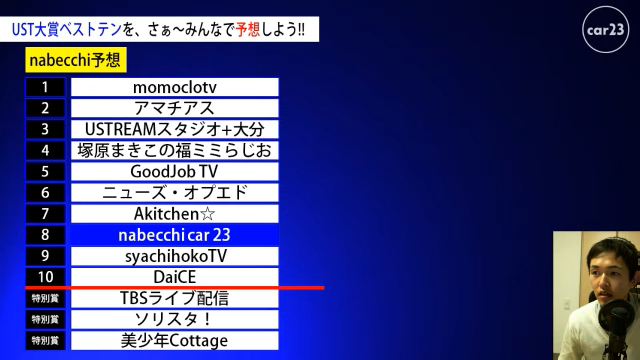 UST大賞ベストテンを、さぁ〜みんなで予想しよう!!
car23
nabecchi予想
1 momoclotv
2 アマチアス
3 USTREAMスタジオ+大分
4 塚原まきこの福ミミらじお
5 GoodJob TV
6 ニューズ・オプエド
7 Akitchen☆
8 nabecchi car 23
9 syachihokoTV
10 DaiCE
特別賞 TBSライブ配信
特別賞 ソリスタ！
特別賞 美少年Cottage